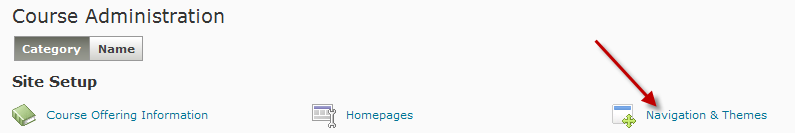 Course Administration
Category Name
Site Setup
Course Offering Information Homepages Navigation & Themes